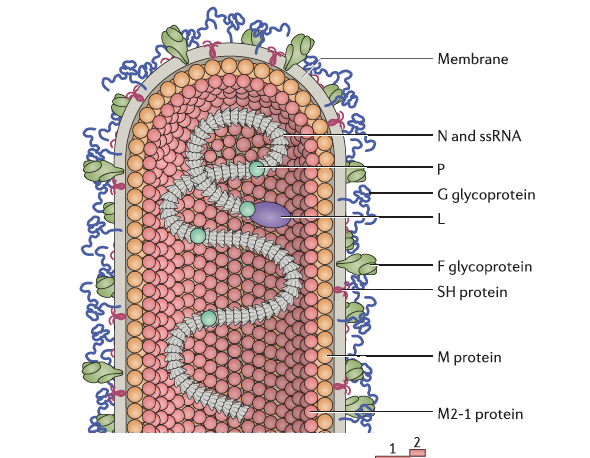 Membrane
N and ssRNA
P
G glycoprotein
L
F glycoprotein
SH protein
M protein
M2-1 protein
1 2